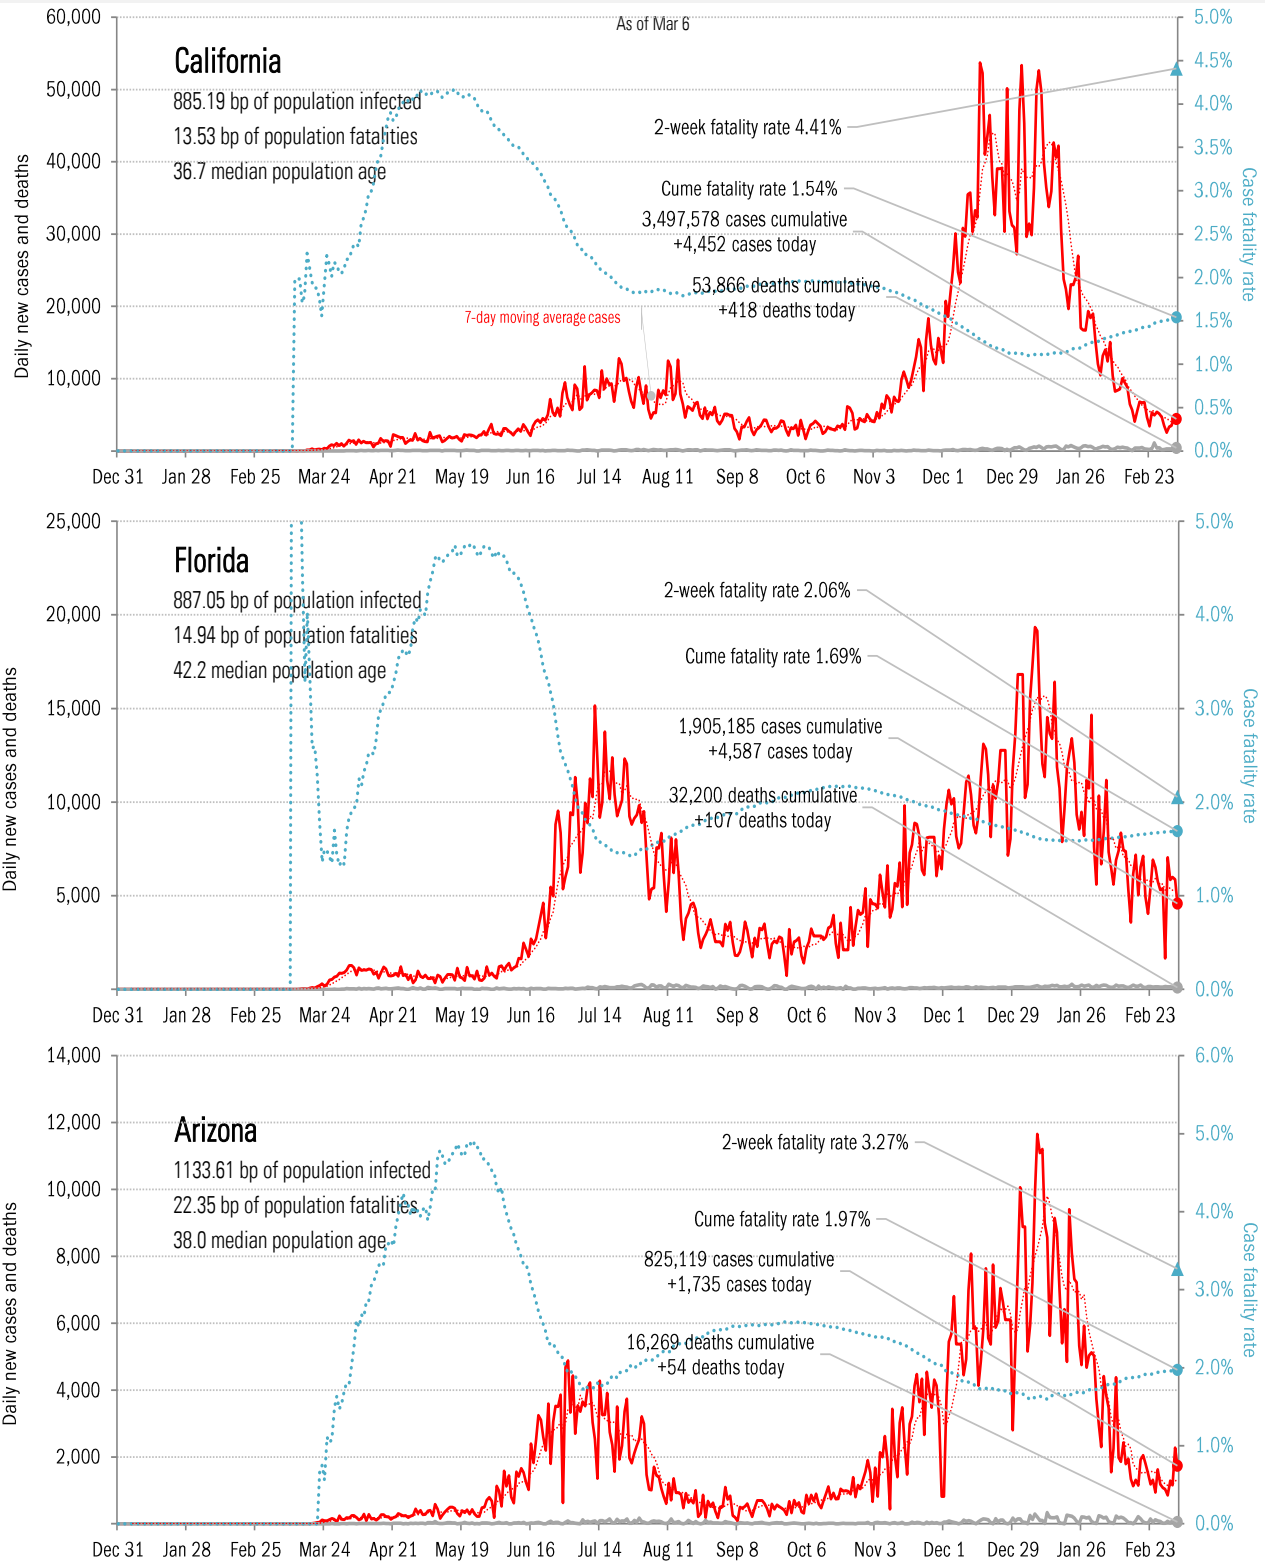 As of Mar 6
60,000
50,000
40,000
30,000
20,000
10,000
Daily new cases and deaths
California
885.19 bp of population infected
13.53 bp of population fatalities
36.7 median population age
2-week fatality rate 4.41%
Cume fatality rate 1.54%
3,497,578 cases cumulative
+4,452 cases today
53,866 deaths cumulative
+418 deaths today
7-day moving average cases
5.0%
4.5%
4.0%
3.5%
3.0%
2.5%
2.0%
1.5%
1.0%
0.5%
0.0%
Case fatality rate
Dec 31 Jan 28 Feb 25 Mar 24 Apr 21 May 19 Jun 16 Jul 14 Aug 11 Sep 8 Oct 6 Nov 3 Dec 1 Dec 29 Jan 26 Feb 23
25,000
20,000
15,000
10,000
5,000
Daily new cases and deaths
Florida
887.05 bp of population infected
14.94 bp of population fatalities
42.2 median population age
2-week fatality rate 2.06%
Cume fatality rate 1.69%
1,905,185 cases cumulative
+4,587 cases today
32,200 deaths cumulative
+107 deaths today
5.0%
4.0%
3.0%
2.0%
1.0%
0.0%
Case fatality rate
Dec 31 Jan 28 Feb 25 Mar 24 Apr 21 May 19 Jun 16 Jul 14 Aug 11 Sep 8 Oct 6 Nov 3 Dec 1 Dec 29 Jan 26 Feb 23
14,000
12,000
10,000
8,000
6,000
4,000
2,000
Daily new cases and deaths
Arizona
1133.61 bp of population infected
22.35 bp of population fatalities
38.0 median population age
2-week fatality rate 3.27%
Cume fatality rate 1.97%
825,119 cases cumulative
+1,735 cases today
16,269 deaths cumulative
+54 deaths today
6.0%
5.0%
4.0%
3.0%
2.0%
1.0%
0.0%
Case fatality rate
Dec 31 Jan 28 Feb 25 Mar 24 Apr 21 May 19 Jun 16 Jul 14 Aug 11 Sep 8 Oct 6 Nov 3 Dec 1 Dec 29 Jan 26 Feb 23